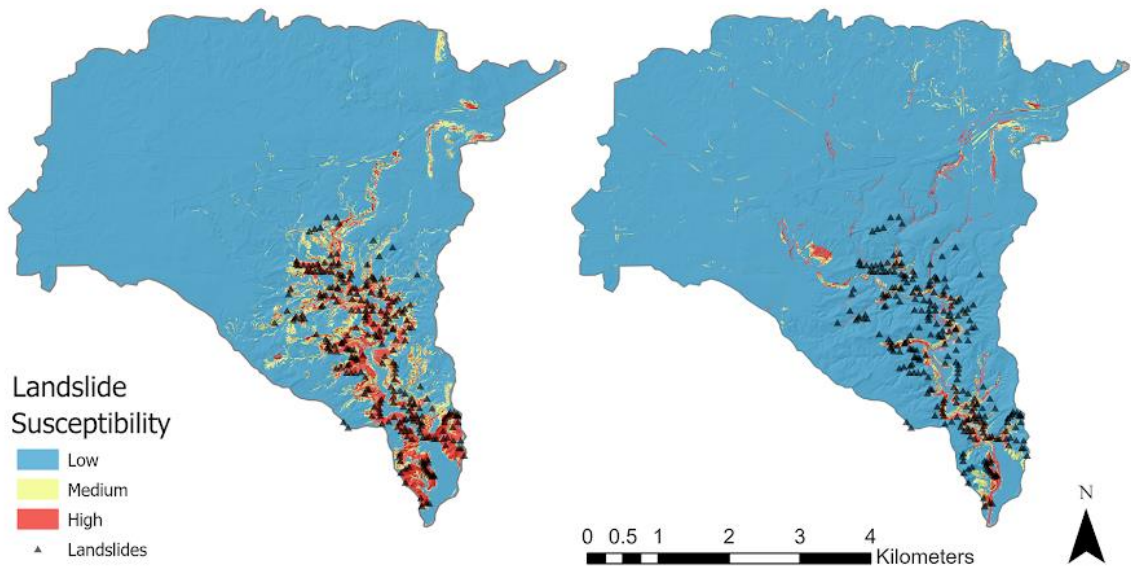 Landslide
Susceptibility
Low
Medium
High
Landslides
N
0 0.5 1 2 3 4
Kilometers